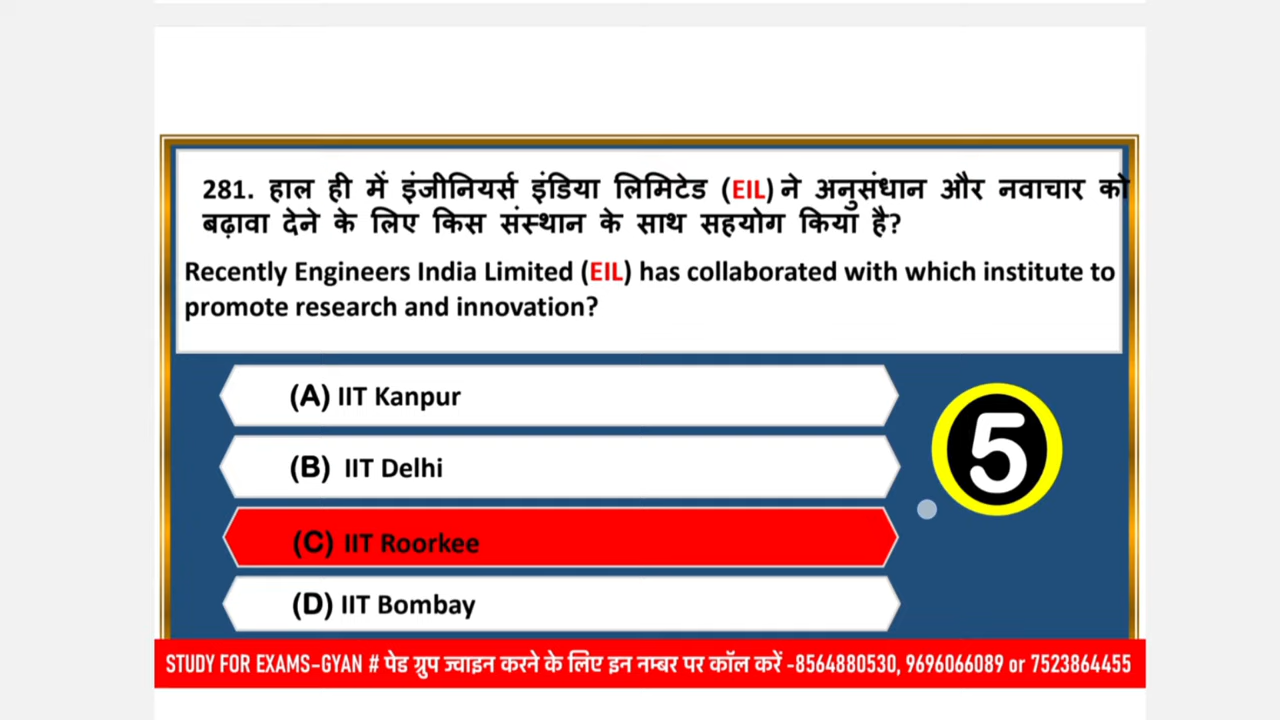 281. हाल ही में इंजीनियर्स इंडिया लिमिटेड (EIL) ने अनुसंधान और नवाचार को
बढ़ावा देने के लिए किस संस्थान के साथ सहयोग किया है?
Recently Engineers India Limited (EIL) has collaborated with which institute to
promote research and innovation?
(A) IIT Kanpur
(B) IIT Delhi
5
(C) IIT Roorkee
(D) IIT Bombay
STUDY FOR EXAMS-GYAN # पेड ग्रुप ज्वाइन करने के लिए इन नम्बर पर कॉल करें -8564880530, 9696066089 or 7523864455